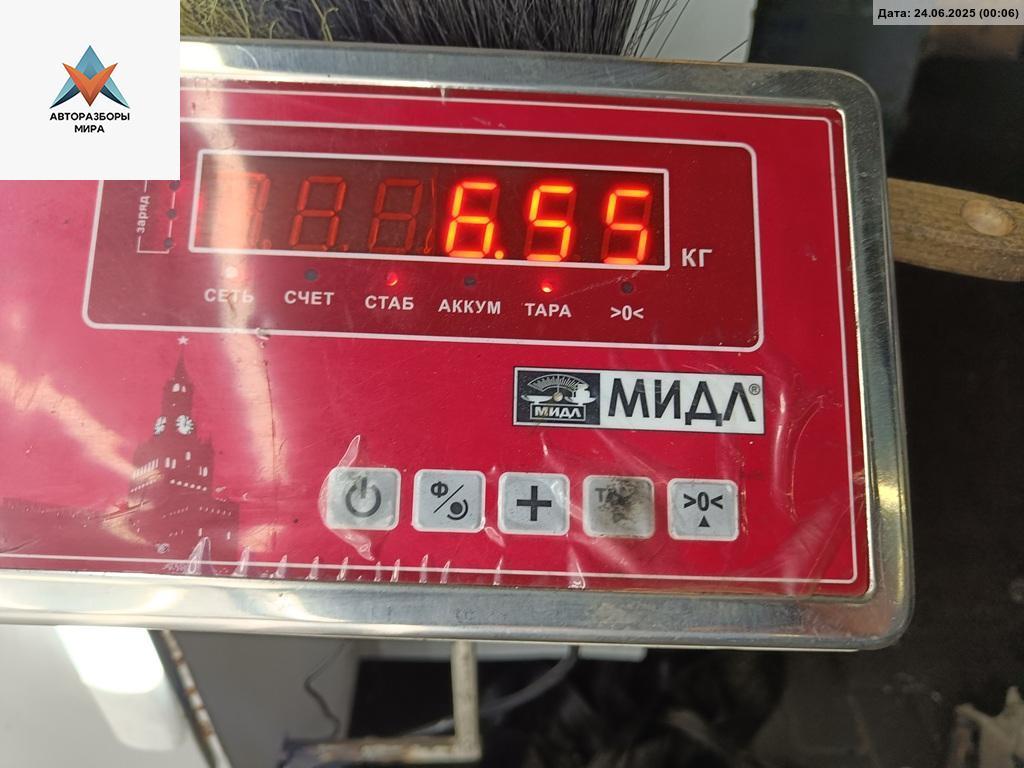 Дата: 24.06.2025 (00:06)
АВТОРАЗБОРЫ
МИРА
Заряд
6.55
КГ
СЕТЬ СЧЕТ СТАБ АККУМ ТАРА >0<
МИДЛ МИДЛ®
Ф + >0<